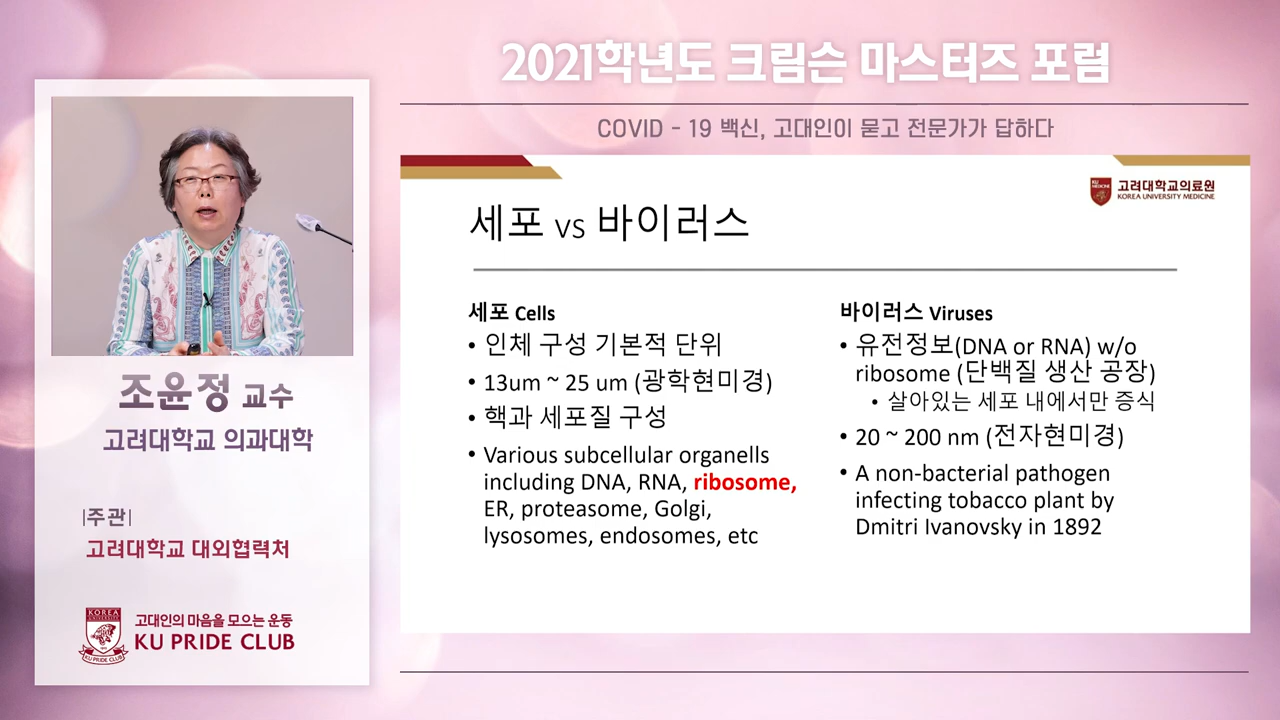 2021학년도 크림슨 마스터즈 포럼
COVID - 19 백신, 고대인이 묻고 전문가가 답하다
조윤정 교수
고려대학교 의과대학
|주관|
고려대학교 대외협력처
KOREA
UNIVERSITY
KU PRIDE CLUB
고대인의 마음을 모으는 운동
KU PRIDE CLUB
KU
MEDICINE
고려대학교의료원
KOREA UNIVERSITY MEDICINE
세포 vs 바이러스
세포 Cells
• 인체 구성 기본적 단위
• 13um ~ 25 um (광학현미경)
• 핵과 세포질 구성
• Various subcellular organells
including DNA, RNA, ribosome,
ER, proteasome, Golgi,
lysosomes, endosomes, etc
바이러스 Viruses
• 유전정보(DNA or RNA) w/o
ribosome (단백질 생산 공장)
• 살아있는 세포 내에서만 증식
• 20 ~ 200 nm (전자현미경)
• A non-bacterial pathogen
infecting tobacco plant by
Dmitri Ivanovsky in 1892